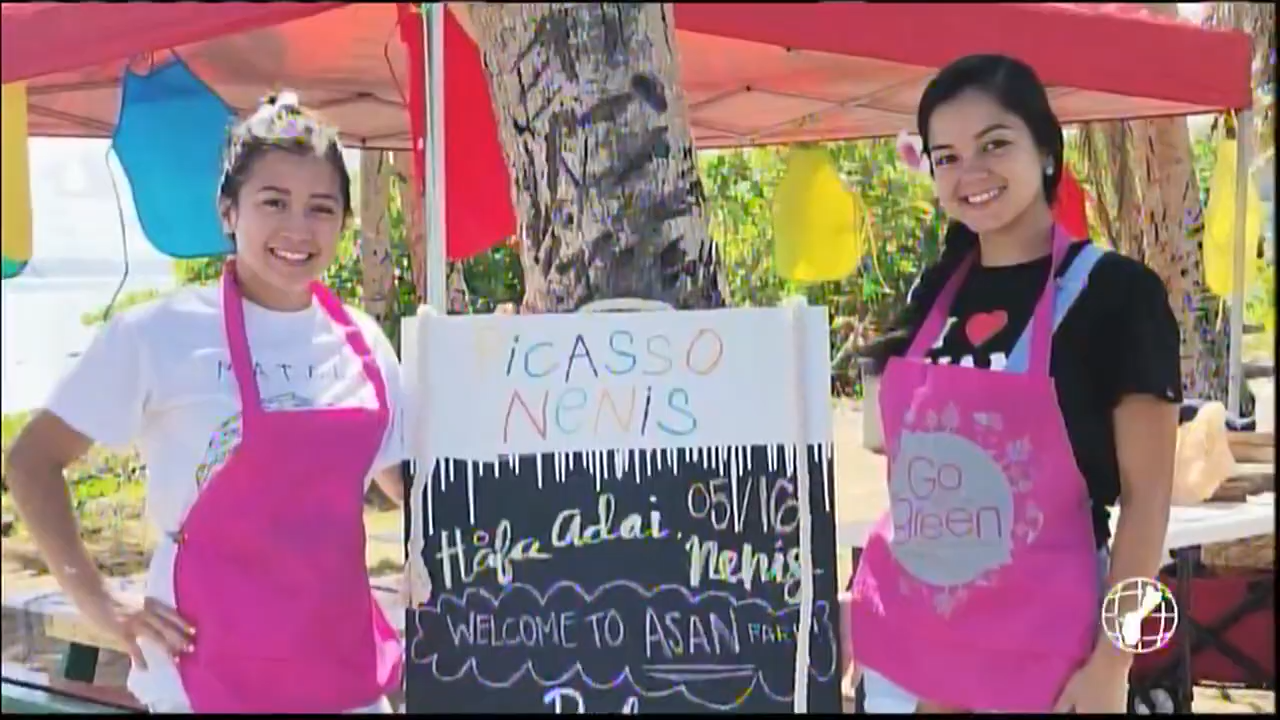 PiCASSO
NeNiS
Håfa Adai, 05/16
Nenis
WELCOME TO ASAN
I ♥
Go
Green